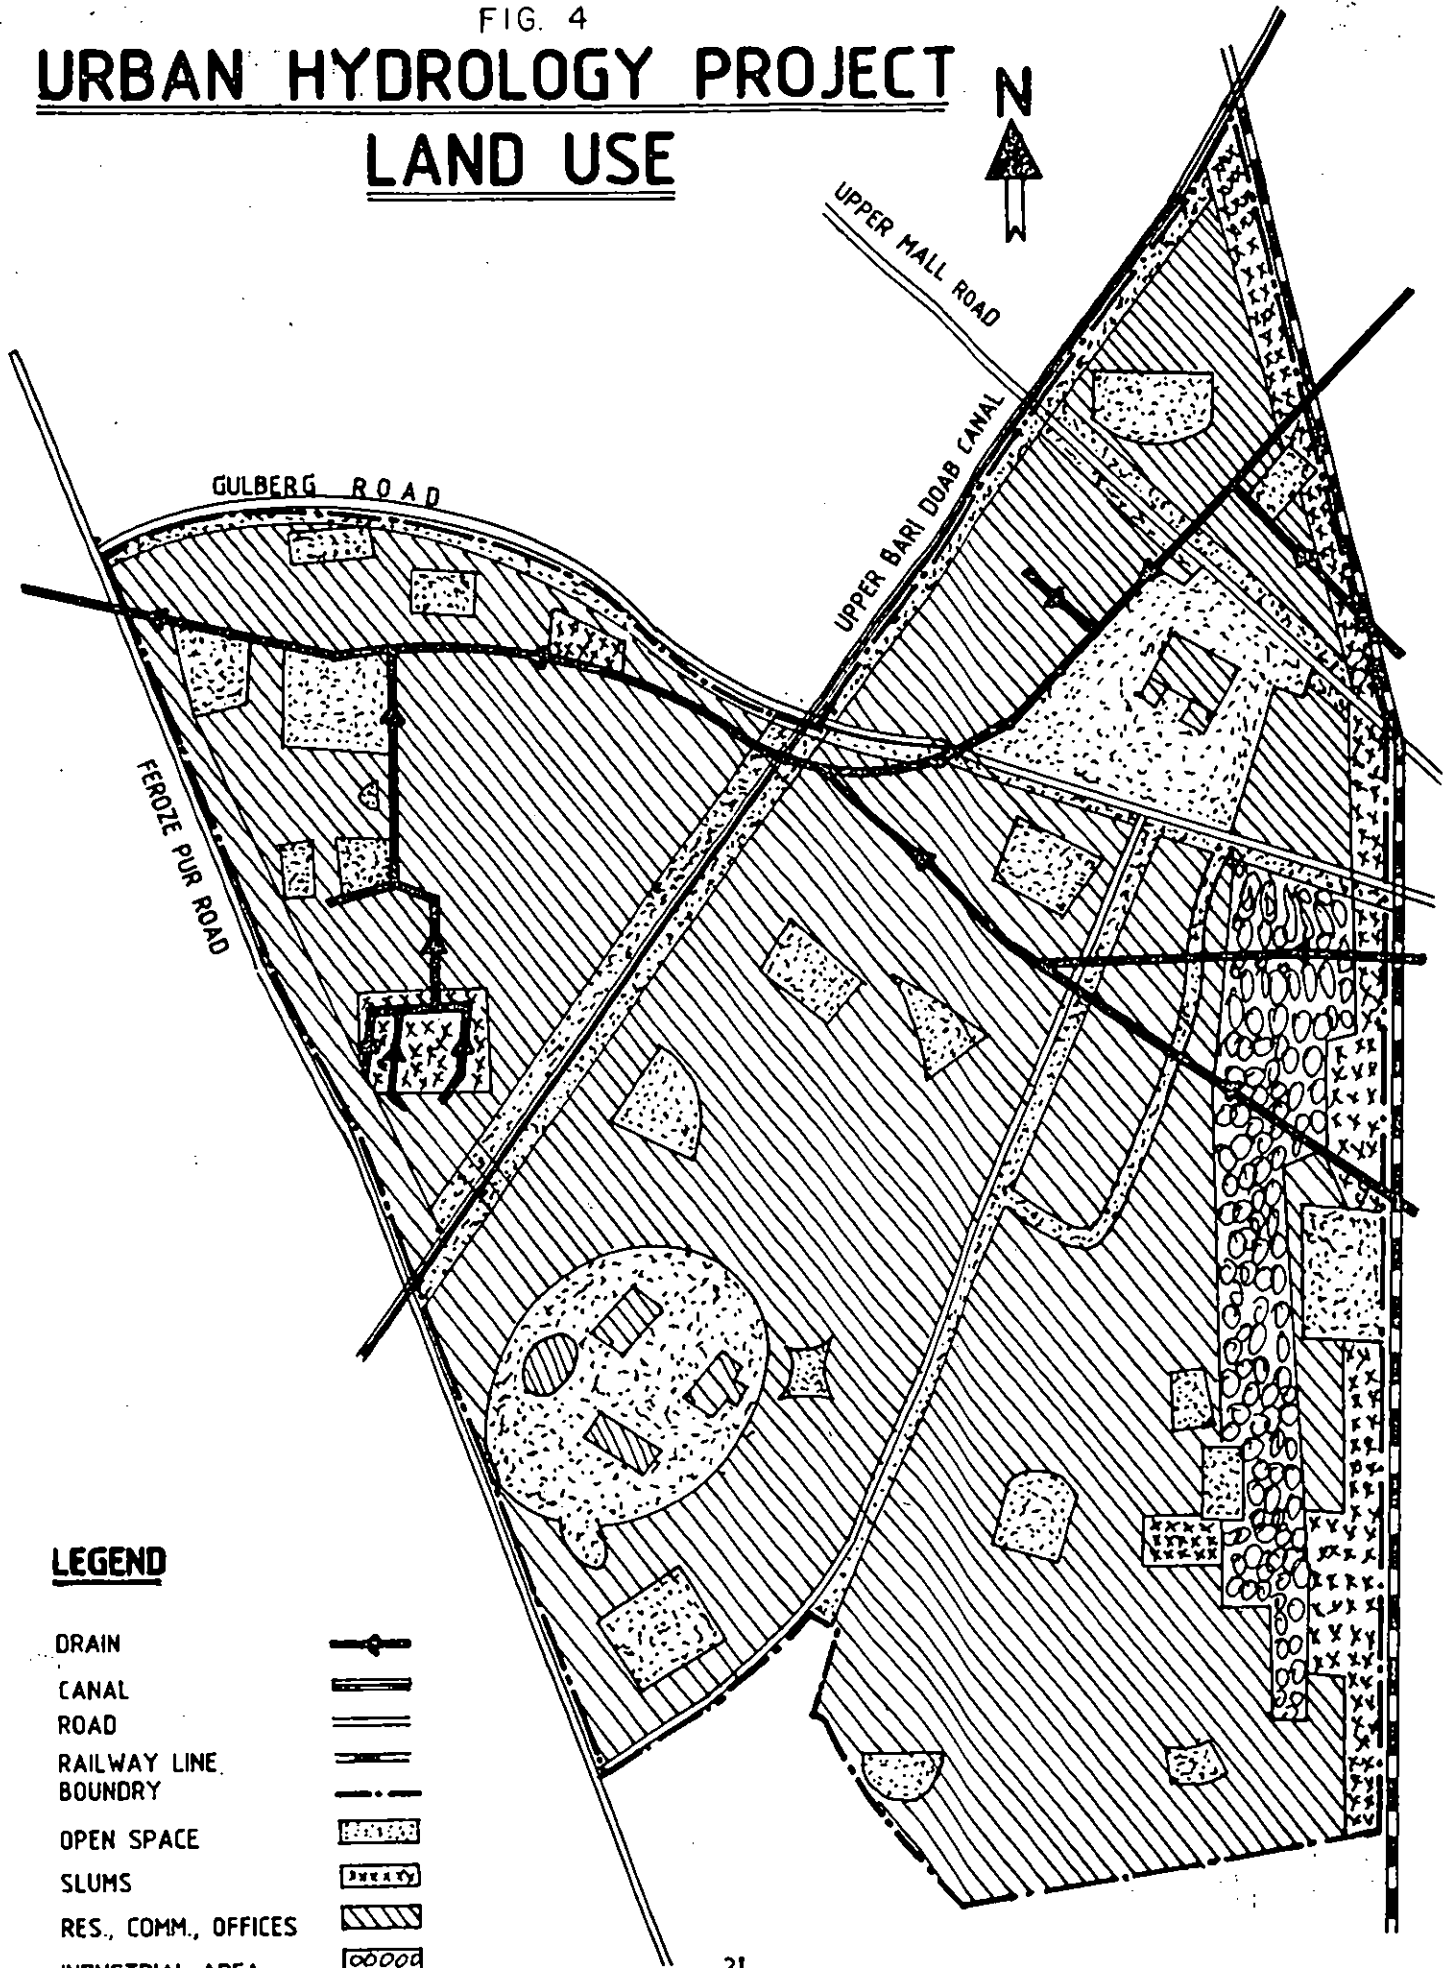 FIG. 4
URBAN HYDROLOGY PROJECT
LAND USE
N
UPPER MALL ROAD
UPPER BARI DOAB CANAL
GULBERG ROAD
FEROZE PUR ROAD
LEGEND
DRAIN
CANAL
ROAD
RAILWAY LINE
BOUNDRY
OPEN SPACE
SLUMS
RES., COMM., OFFICES
INDUSTRIAL AREA
21